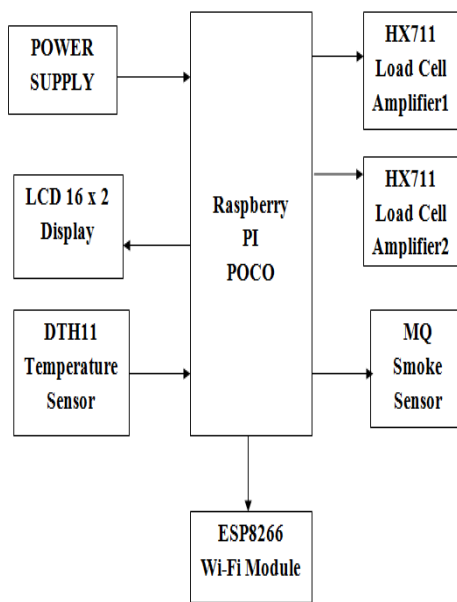 POWER
SUPPLY
LCD 16 x 2
Display
DTH11
Temperature
Sensor
Raspberry
PI
POCO
HX711
Load Cell
Amplifier1
HX711
Load Cell
Amplifier2
MQ
Smoke
Sensor
ESP8266
Wi-Fi Module